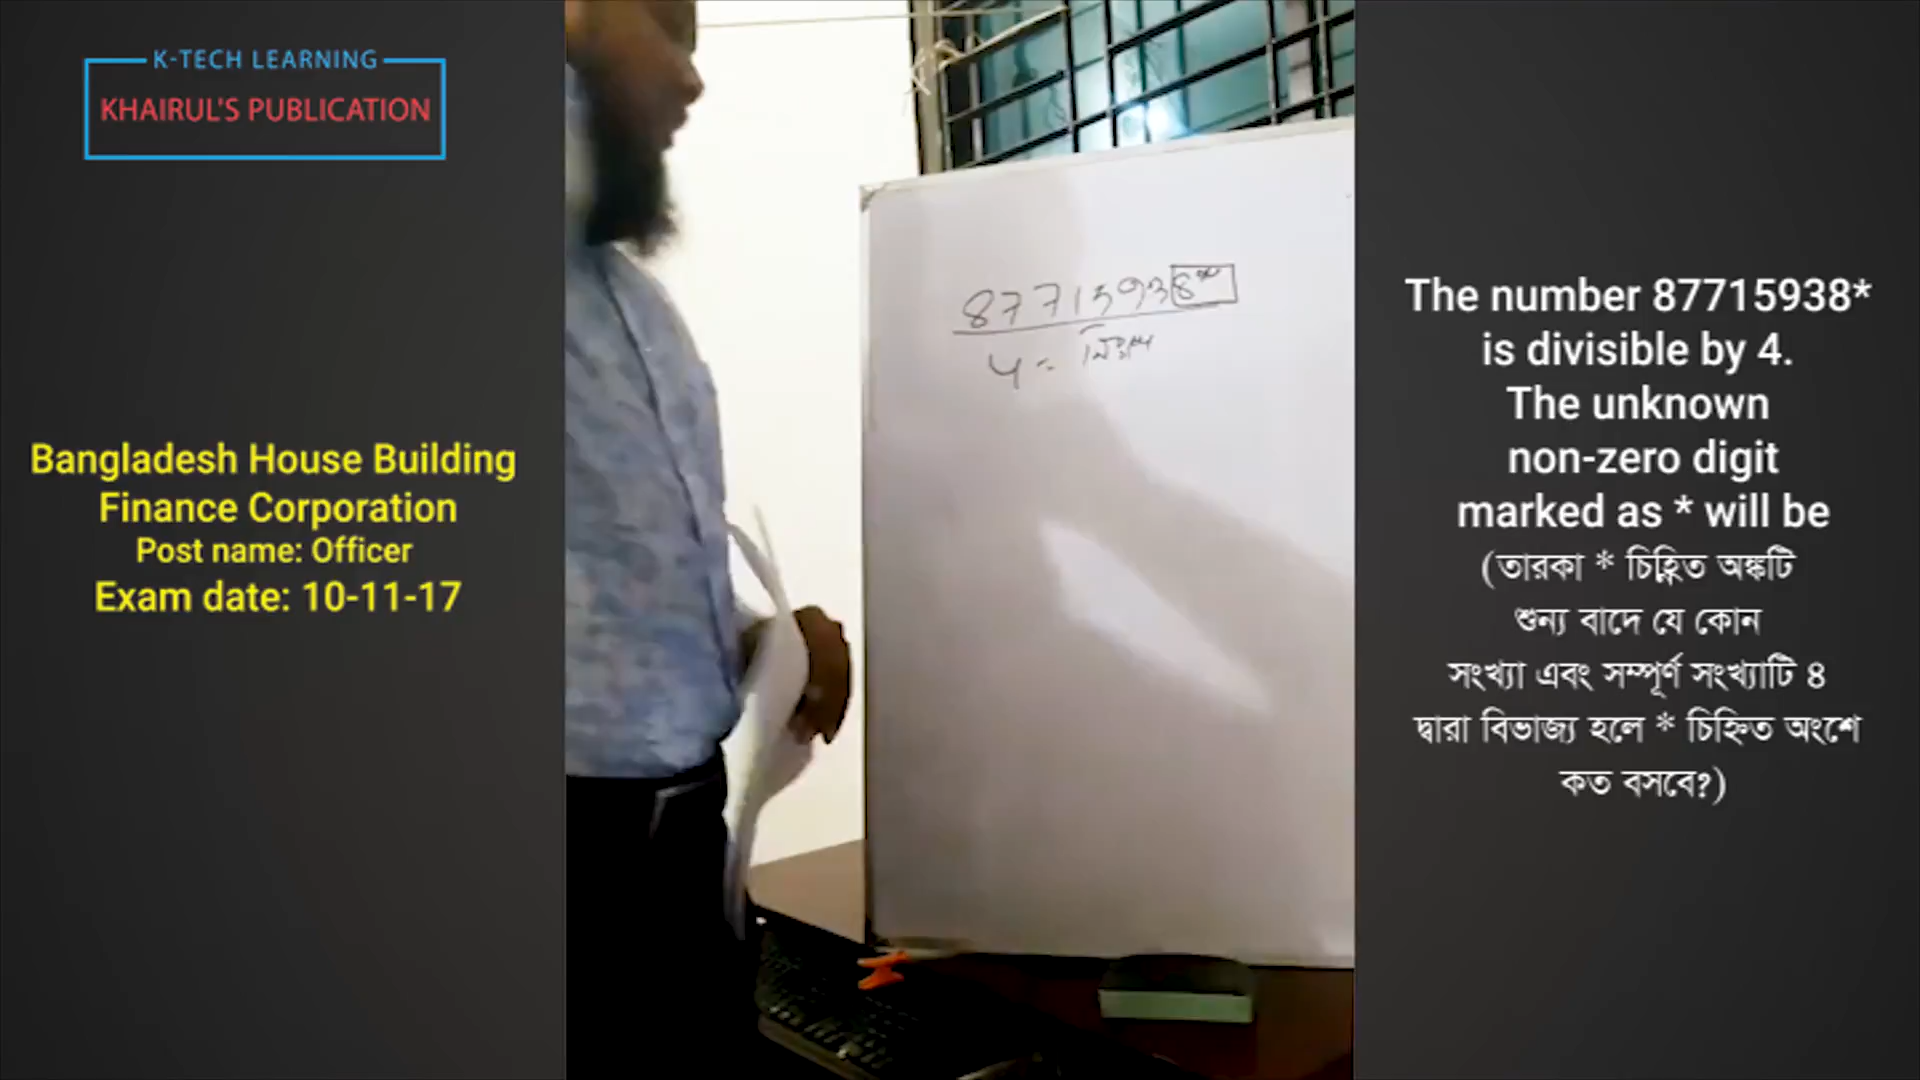 K-TECH LEARNING
KHAIRUL'S PUBLICATION
Bangladesh House Building
Finance Corporation
Post name: Officer
Exam date: 10-11-17
87715938*
4 =
The number 87715938*
is divisible by 4.
The unknown
non-zero digit
marked as * will be
(তারকা * চিহ্ণিত অঙ্কটি
শুন্য বাদে যে কোন
সংখ্যা এবং সম্পূর্ণ সংখ্যাটি ৪
দ্বারা বিভাজ্য হলে * চিহ্নিত অংশে
কত বসবে?)